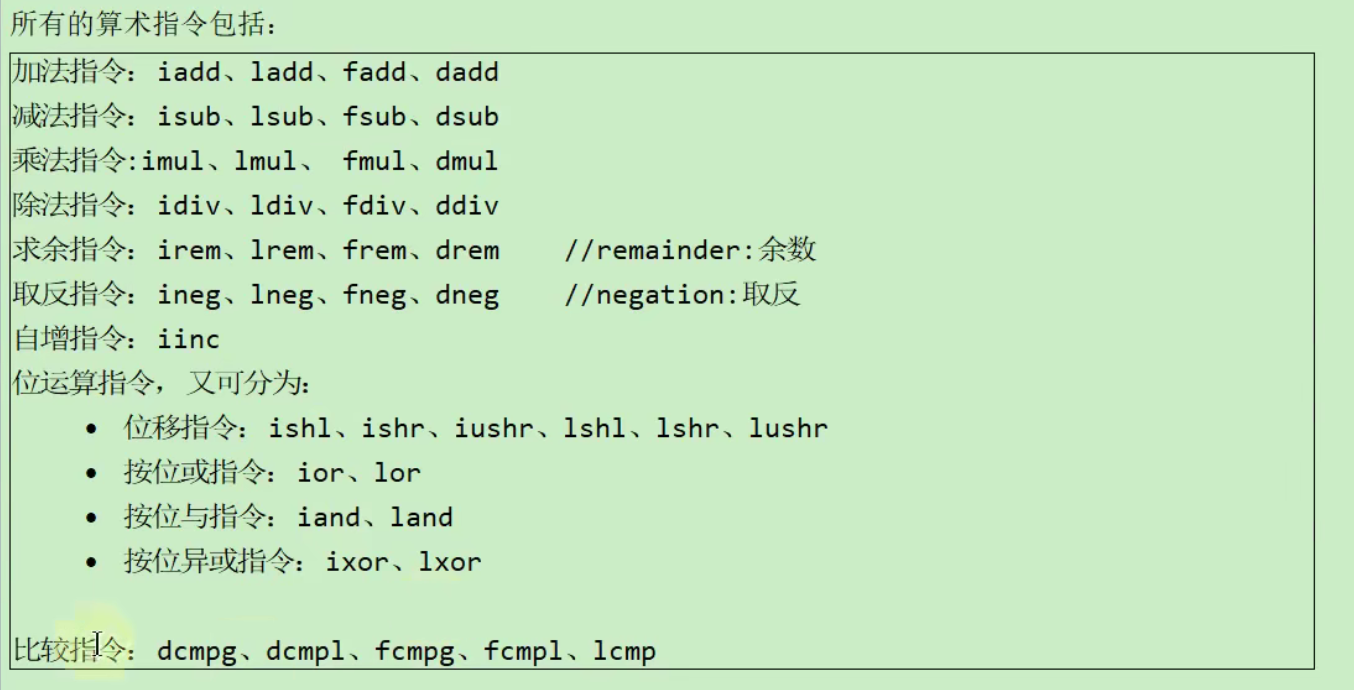 所有的算术指令包括：
加法指令：iadd、ladd、fadd、dadd
减法指令：isub、lsub、fsub、dsub
乘法指令:imul、lmul、 fmul、dmul
除法指令：idiv、ldiv、fdiv、ddiv
求余指令：irem、lrem、frem、drem    //remainder:余数
取反指令：ineg、lneg、fneg、dneg    //negation:取反
自增指令：iinc
位运算指令，又可分为：
• 位移指令：ishl、ishr、iushr、lshl、lshr、lushr
• 按位或指令：ior、lor
• 按位与指令：iand、land
• 按位异或指令：ixor、lxor
比较指令：dcmpg、dcmpl、fcmpg、fcmpl、lcmp